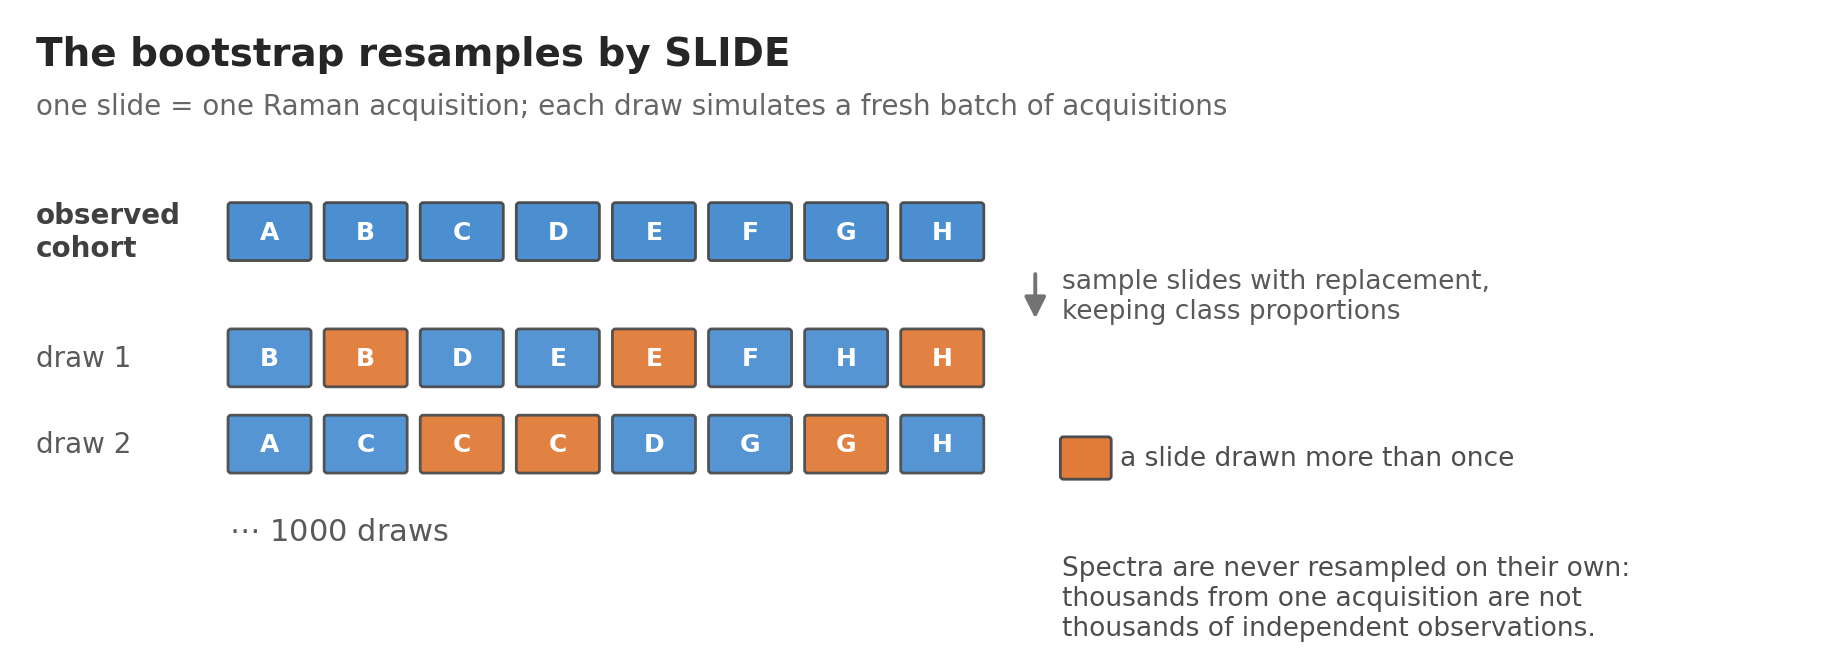 The bootstrap resamples by SLIDE
one slide = one Raman acquisition; each draw simulates a fresh batch of acquisitions
observed
cohort
A B C D E F G H
sample slides with replacement,
keeping class proportions
draw 1
B B D E E F H H
draw 2
A C C C D G G H
a slide drawn more than once
··· 1000 draws
Spectra are never resampled on their own:
thousands from one acquisition are not
thousands of independent observations.